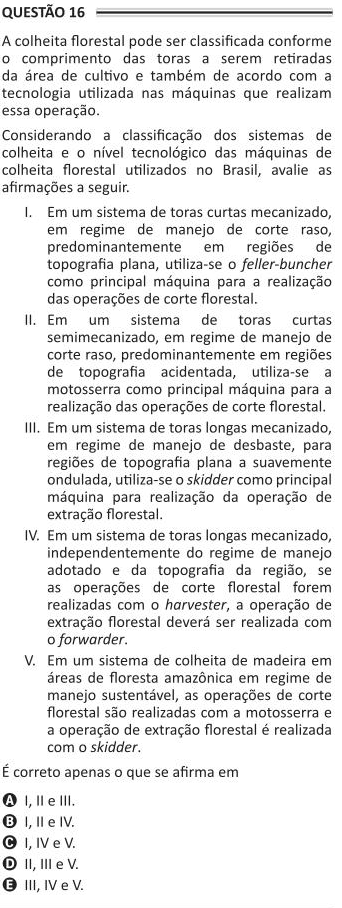 QUESTÃO 16
A colheita florestal pode ser classificada conforme
o comprimento das toras a serem retiradas
da área de cultivo e também de acordo com a
tecnologia utilizada nas máquinas que realizam
essa operação.
Considerando a classificação dos sistemas de
colheita e o nível tecnológico das máquinas de
colheita florestal utilizados no Brasil, avalie as
afirmações a seguir.
I. Em um sistema de toras curtas mecanizado,
em regime de manejo de corte raso,
predominantemente em regiões de
topografia plana, utiliza-se o feller-buncher
como principal máquina para a realização
das operações de corte florestal.
II. Em um sistema de toras curtas
semimecanizado, em regime de manejo de
corte raso, predominantemente em regiões
de topografia acidentada, utiliza-se a
motosserra como principal máquina para a
realização das operações de corte florestal.
III. Em um sistema de toras longas mecanizado,
em regime de manejo de desbaste, para
regiões de topografia plana a suavemente
ondulada, utiliza-se o skidder como principal
máquina para realização da operação de
extração florestal.
IV. Em um sistema de toras longas mecanizado,
independentemente do regime de manejo
adotado e da topografia da região, se
as operações de corte florestal forem
realizadas com o harvester, a operação de
extração florestal deverá ser realizada com
o forwarder.
V. Em um sistema de colheita de madeira em
áreas de floresta amazônica em regime de
manejo sustentável, as operações de corte
florestal são realizadas com a motosserra e
a operação de extração florestal é realizada
com o skidder.
É correto apenas o que se afirma em
A I, II e III.
B I, II e IV.
C I, IV e V.
D II, III e V.
E III, IV e V.